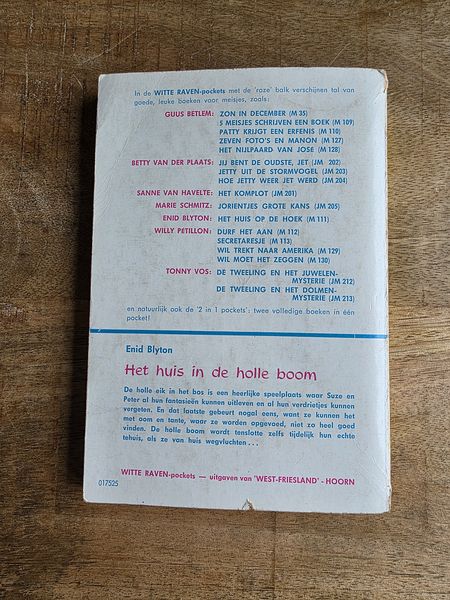 In de WITTE RAVEN-pockets met de 'roze' balk verschijnen tal van
goede, leuke boeken voor meisjes, zoals:
GUUS BETLEM: ZON IN DECEMBER (M 35)
5 MEISJES SCHRIJVEN EEN BOEK (M 109)
PATTY KRIJGT EEN ERFENIS (M 110)
ZEVEN FOTO'S EN MANON (M 127)
HET NIJLPAARD VAN JOSE (M 128)
BETTY VAN DER PLAATS: JIJ BENT DE OUDSTE, JET (JM 202)
JETTY UIT DE STORMVOGEL (JM 203)
HOE JETTY WEER JET WERD (JM 204)
SANNE VAN HAVELTE: HET KOMPLOT (JM 201)
MARIE SCHMITZ: JORIENTJES GROTE KANS (JM 205)
ENID BLYTON: HET HUIS OP DE HOEK (M 111)
WILLY PETILLON: DURF HET AAN (M 112)
SECRETARESJE (M 113)
WIL TREKT NAAR AMERIKA (M 129)
WIL MOET HET ZEGGEN (M 130)
TONNY VOS: DE TWEELING EN HET JUWELEN-
MYSTERIE (JM 212)
DE TWEELING EN HET DOLMEN-
MYSTERIE (JM 213)
en natuurlijk ook de '2 in 1 pockets': twee volledige boeken in één
pocket!
Enid Blyton
Het huis in de holle boom
De holle eik in het bos is een heerlijke speelplaats waar Suze en
Peter al hun fantasieën kunnen uitleven en al hun verdrietjes kunnen
vergeten. En dat laatste gebeurt nogal eens, want ze kunnen het
met oom en tante, waar ze worden opgevoed, niet zo heel goed
vinden. De holle boom wordt tenslotte zelfs tijdelijk hun echte
tehuis, als ze van huis wegvluchten ...
WITTE RAVEN-pockets — uitgaven van 'WEST-FRIESLAND' - HOORN
017525